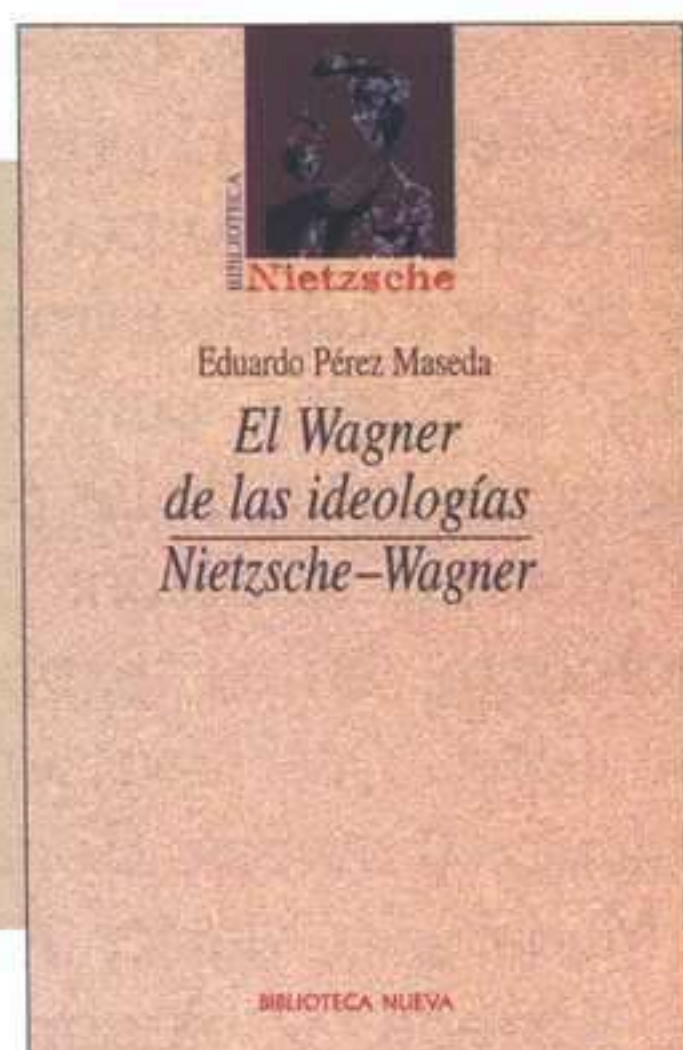 BIBLIOTECA
Nietzsche
Eduardo Pérez Maseda
El Wagner
de las ideologías
Nietzsche–Wagner
BIBLIOTECA NUEVA